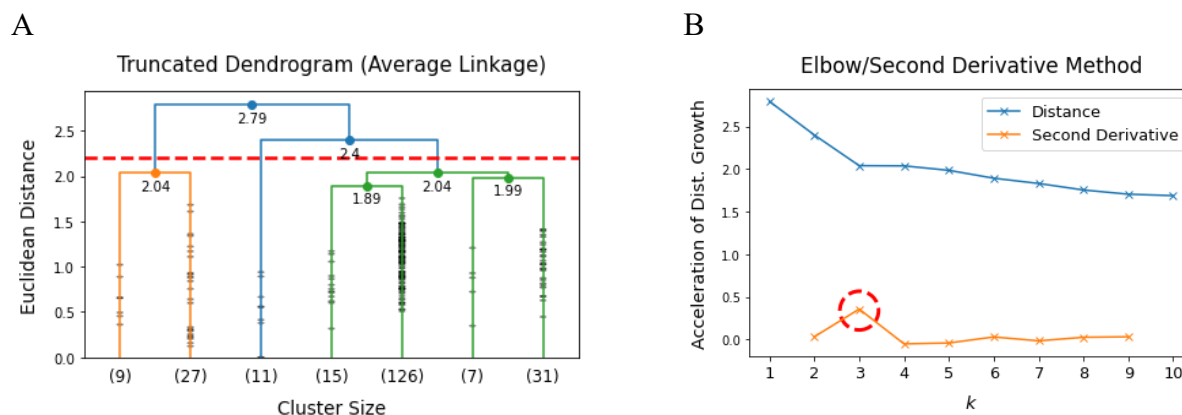 A
B
Truncated Dendrogram (Average Linkage)
Euclidean Distance
2.5
2.0
1.5
1.0
0.5
0.0
2.79
2.4
2.04
2.04
1.99
1.89
(9) (27) (11) (15) (126) (7) (31)
Cluster Size
Elbow/Second Derivative Method
Acceleration of Dist. Growth
2.5
2.0
1.5
1.0
0.5
0.0
Distance
Second Derivative
1 2 3 4 5 6 7 8 9 10
k